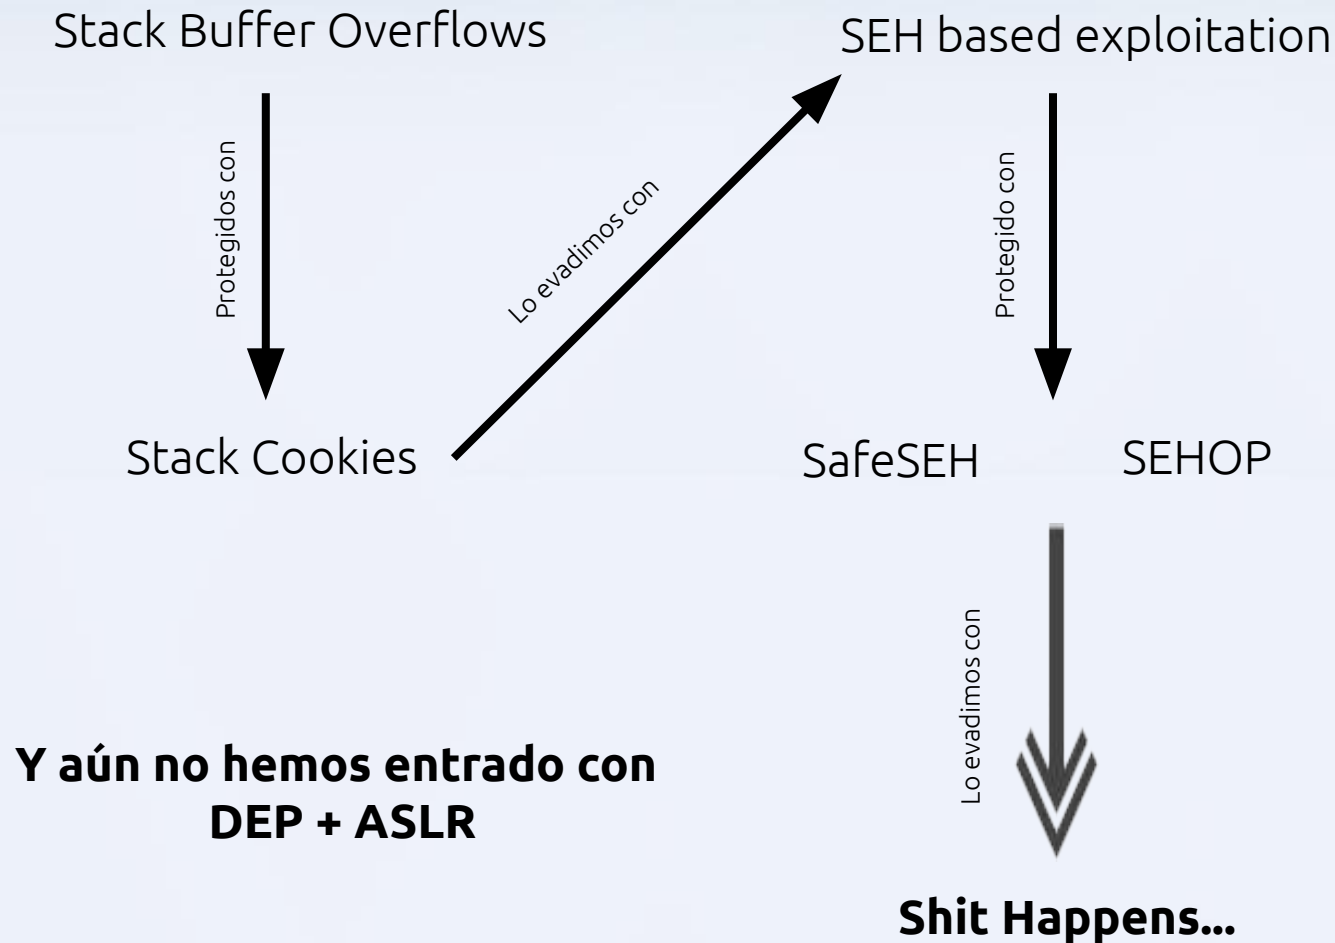 Stack Buffer Overflows
SEH based exploitation
Protegidos con
Lo evadimos con
Protegido con
Stack Cookies
SafeSEH
SEHOP
Lo evadimos con
Y aún no hemos entrado con
DEP + ASLR
Shit Happens...